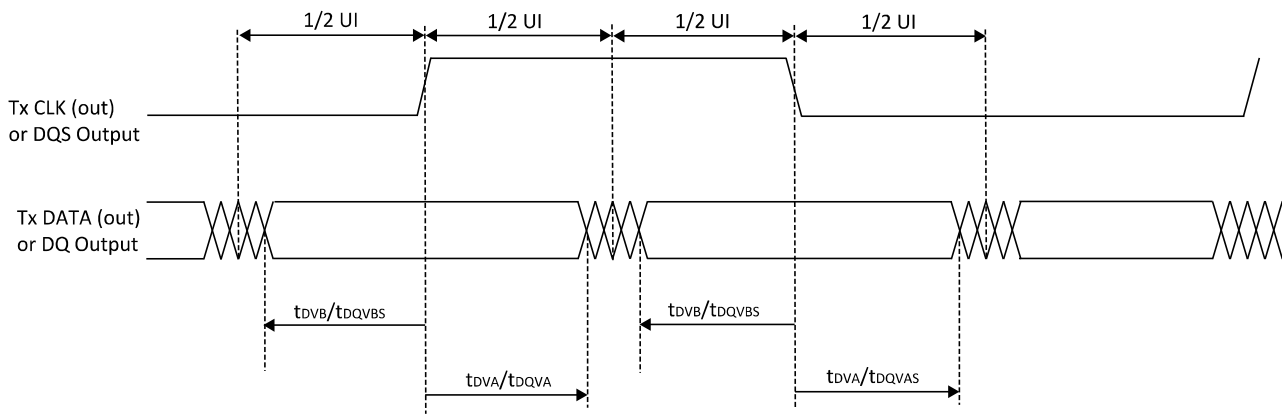 1/2 UI 1/2 UI 1/2 UI 1/2 UI
Tx CLK (out)
or DQS Output
Tx DATA (out)
or DQ Output
tDVB/tDQVBS tDVB/tDQVBS
tDVA/tDQVA tDVA/tDQVAS